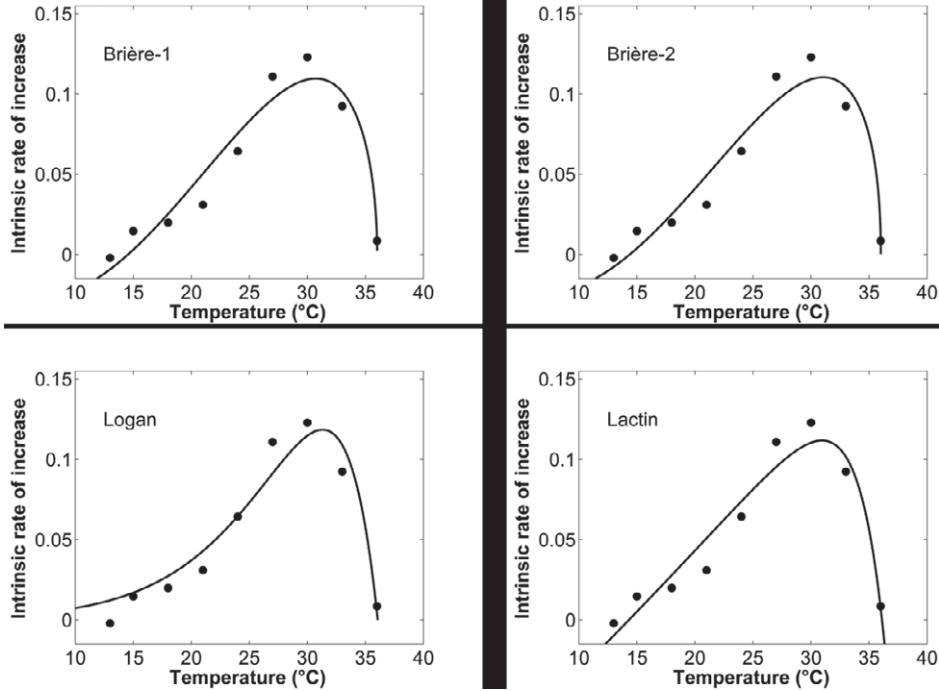 0.15
Brière-1
0.1
0.05
0
10 15 20 25 30 35 40
Temperature (°C)
Intrinsic rate of increase
0.15
Brière-2
0.1
0.05
0
10 15 20 25 30 35 40
Temperature (°C)
Intrinsic rate of increase
0.15
Logan
0.1
0.05
0
10 15 20 25 30 35 40
Temperature (°C)
Intrinsic rate of increase
0.15
Lactin
0.1
0.05
0
10 15 20 25 30 35 40
Temperature (°C)
Intrinsic rate of increase